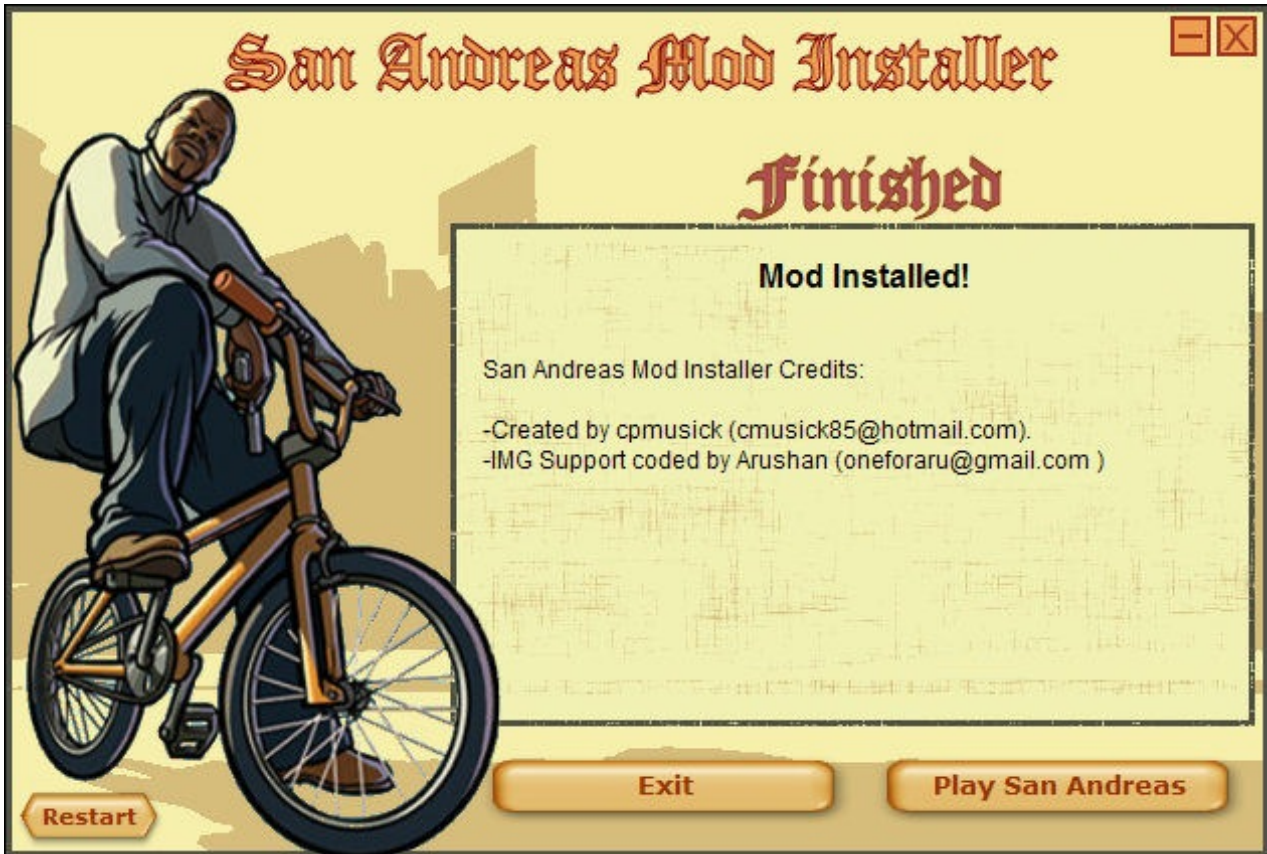 San Andreas Mod Installer
Finished
Mod Installed!
San Andreas Mod Installer Credits:
-Created by cpmusick (cmusick85@hotmail.com).
-IMG Support coded by Arushan (oneforaru@gmail.com )
Exit
Play San Andreas
Restart